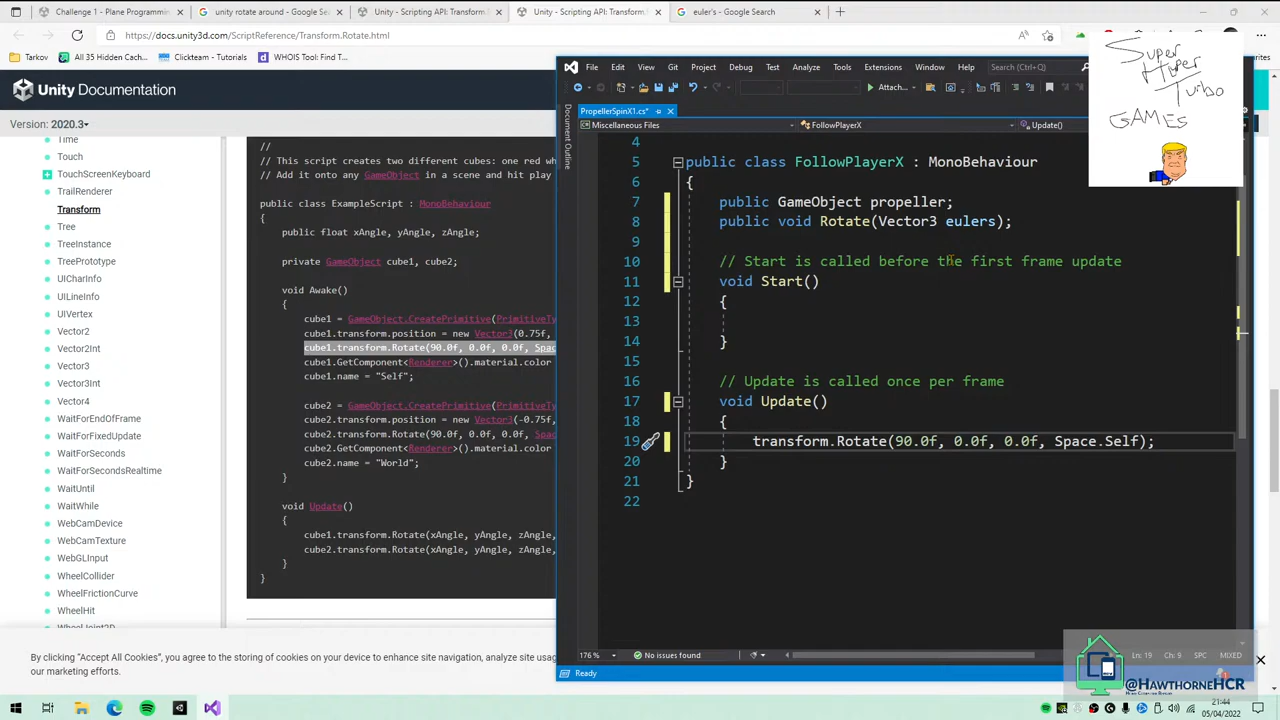 Challenge 1 - Plane Programming
unity rotate around - Google Sea
Unity - Scripting API: Transform.
Unity - Scripting API: Transform.R
euler's - Google Search
https://docs.unity3d.com/ScriptReference/Transform.Rotate.html
Tarkov
All 35 Hidden Cach...
Clickteam - Tutorials
WHOIS Tool: Find T...
Unity Documentation
Version: 2020.3
Time
Touch
TouchScreenKeyboard
TrailRenderer
Transform
Tree
TreeInstance
TreePrototype
UICharInfo
UILineInfo
UIVertex
Vector2
Vector2Int
Vector3
Vector3Int
Vector4
WaitForEndOfFrame
WaitForFixedUpdate
WaitForSeconds
WaitForSecondsRealtime
WaitUntil
WaitWhile
WebCamDevice
WebCamTexture
WebGLInput
WheelCollider
WheelFrictionCurve
WheelHit
WheelJoint2D
//
// This script creates two different cubes: one red wh
// Add it onto any GameObject in a scene and hit play
public class ExampleScript : MonoBehaviour
{
public float xAngle, yAngle, zAngle;
private GameObject cube1, cube2;
void Awake()
{
cube1 = GameObject.CreatePrimitive(PrimitiveTy
cube1.transform.position = new Vector3(0.75f,
cube1.transform.Rotate(90.0f, 0.0f, 0.0f, Spac
cube1.GetComponent<Renderer>().material.color
cube1.name = "Self";
cube2 = GameObject.CreatePrimitive(PrimitiveTy
cube2.transform.position = new Vector3(-0.75f,
cube2.transform.Rotate(90.0f, 0.0f, 0.0f, Spac
cube2.GetComponent<Renderer>().material.color
cube2.name = "World";
}
void Update()
{
cube1.transform.Rotate(xAngle, yAngle, zAngle,
cube2.transform.Rotate(xAngle, yAngle, zAngle,
}
}
By clicking "Accept All Cookies", you agree to the storing of cookies on your device to enhance site navigation, analyze site usag
our marketing efforts.
File Edit View Git Project Debug Test Analyze Tools Extensions Window Help Search (Ctrl+Q)
Attach...
Document Outline
PropellerSpinX1.cs*
Miscellaneous Files
FollowPlayerX
Update()
4
5 public class FollowPlayerX : MonoBehaviour
6 {
7 public GameObject propeller;
8 public void Rotate(Vector3 eulers);
9
10 // Start is called before the first frame update
11 void Start()
12 {
13
14 }
15
16 // Update is called once per frame
17 void Update()
18 {
19 transform.Rotate(90.0f, 0.0f, 0.0f, Space.Self);
20 }
21 }
22
176 %
No issues found
Ln: 19 Ch: 9 SPC MIXED
Ready
SUPER
HYPER
TURBO
GAMES
@HawthorneHCR
21:44
05/04/2022